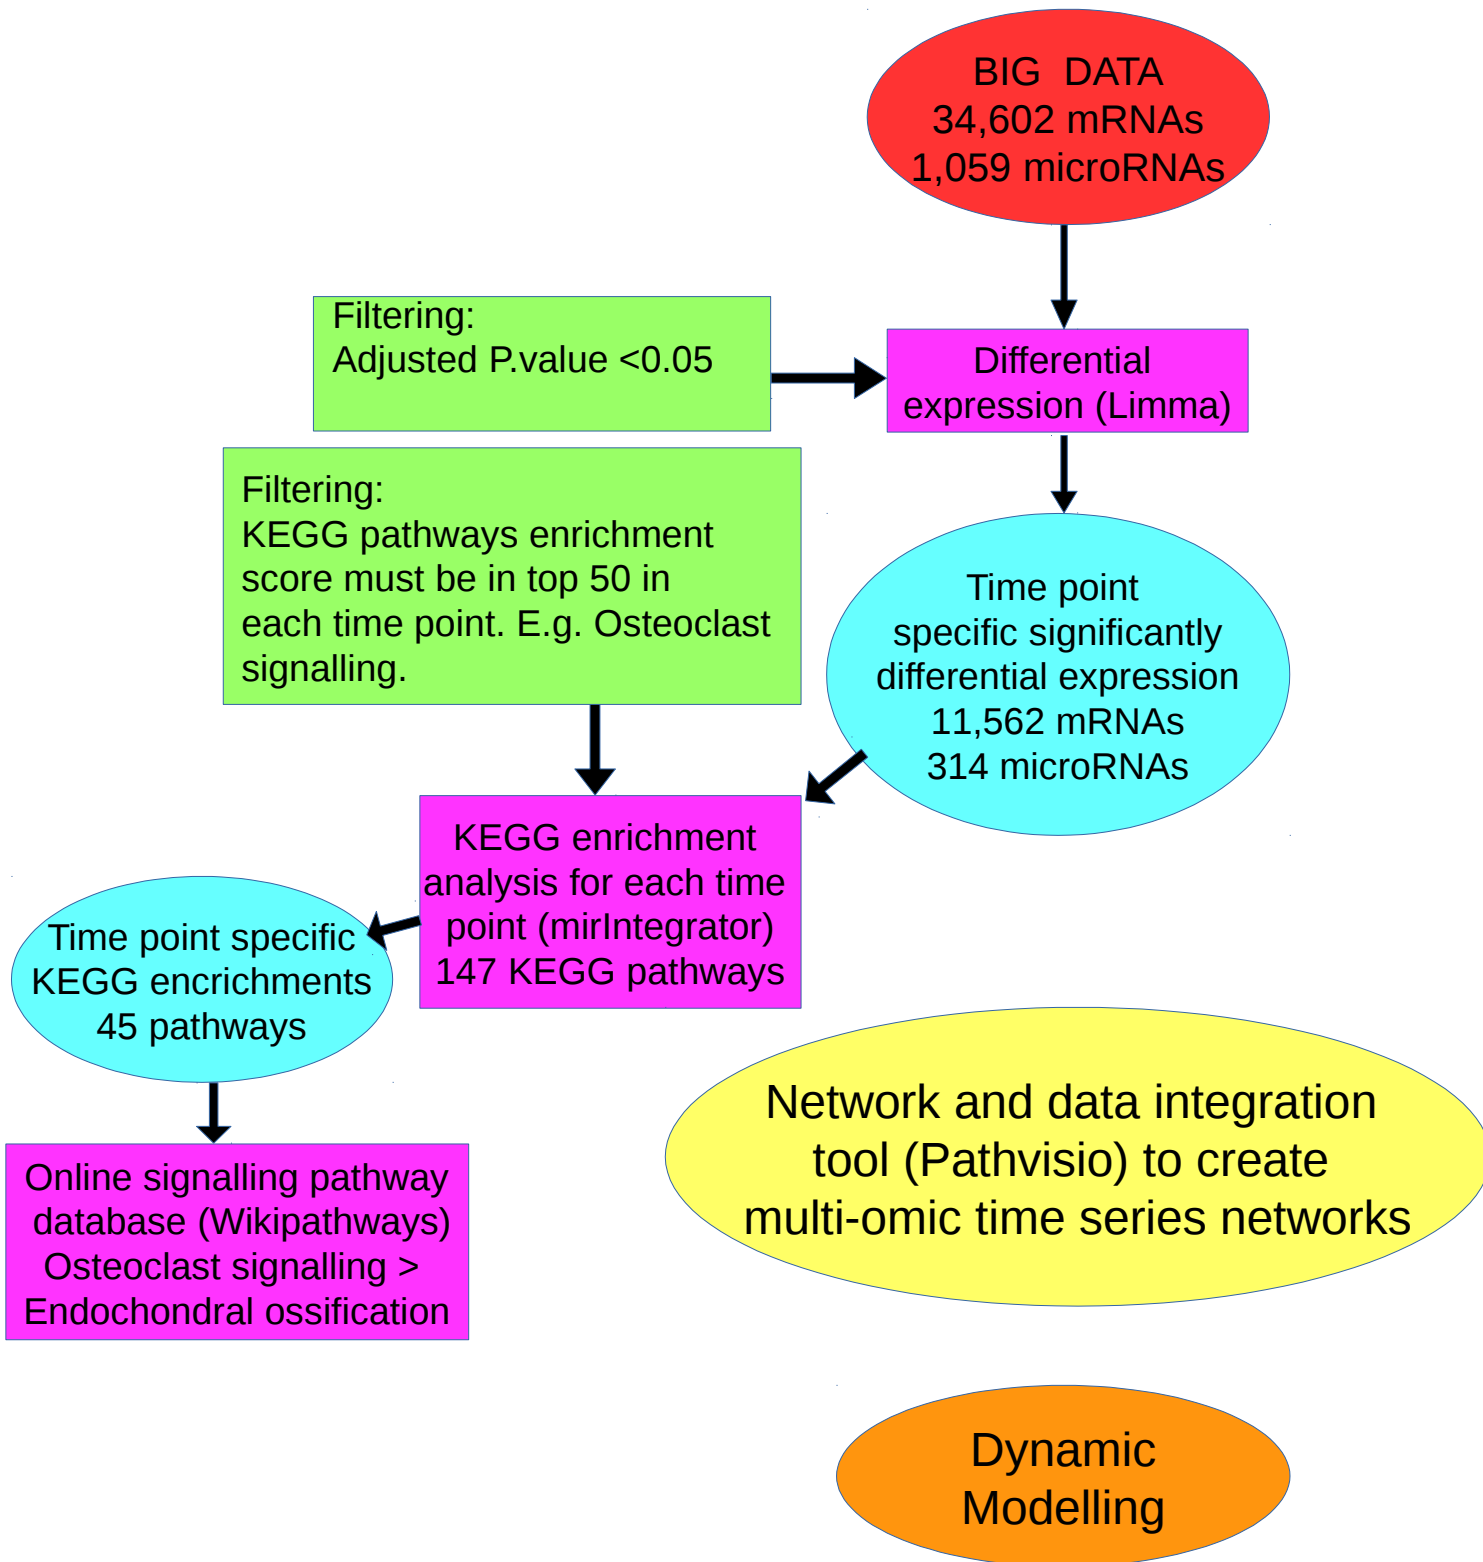 BIG DATA
34,602 mRNAs
1,059 microRNAs
Filtering:
Adjusted P.value <0.05
Differential
expression (Limma)
Filtering:
KEGG pathways enrichment
score must be in top 50 in
each time point. E.g. Osteoclast
signalling.
Time point
specific significantly
differential expression
11,562 mRNAs
314 microRNAs
KEGG enrichment
analysis for each time
point (mirIntegrator)
147 KEGG pathways
Time point specific
KEGG encrichments
45 pathways
Online signalling pathway
database (Wikipathways)
Osteoclast signalling >
Endochondral ossification
Network and data integration
tool (Pathvisio) to create
multi-omic time series networks
Dynamic
Modelling